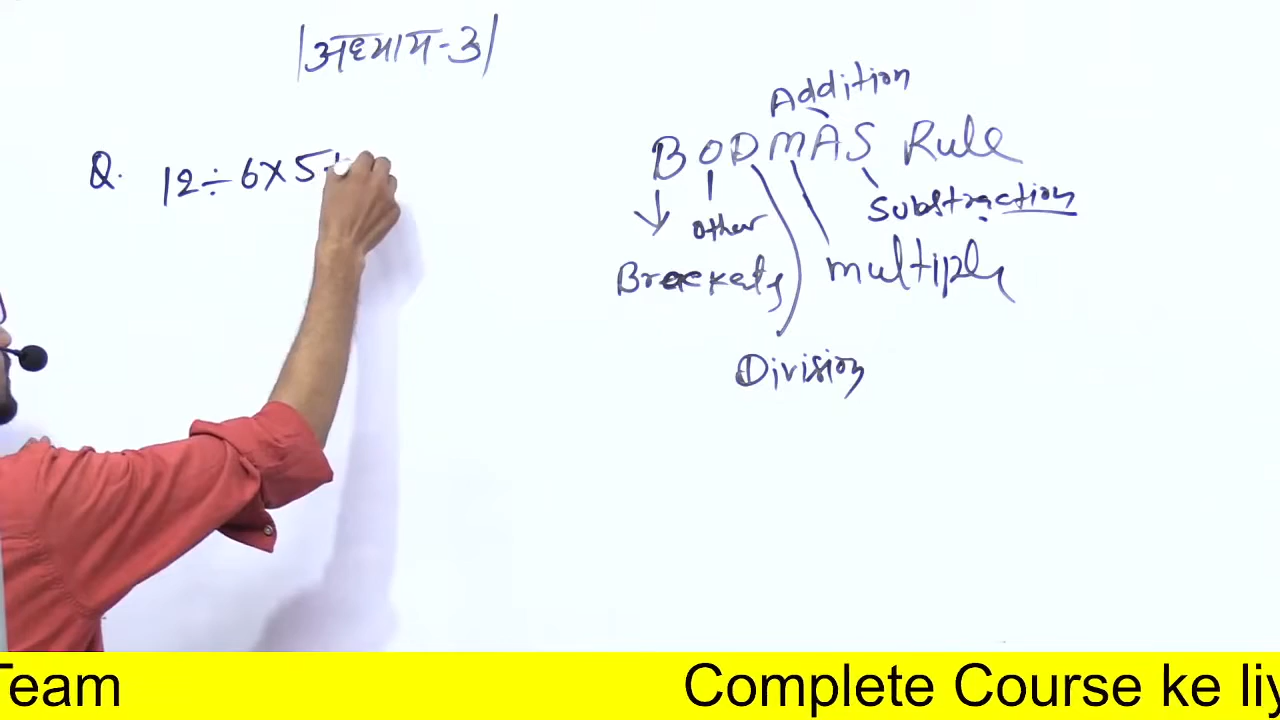 |अध्याय-3|
Q. 12÷6×5+
Addition
BODMAS Rule
Substraction
other
Brackets
multiply
Division
Team Complete Course ke liy